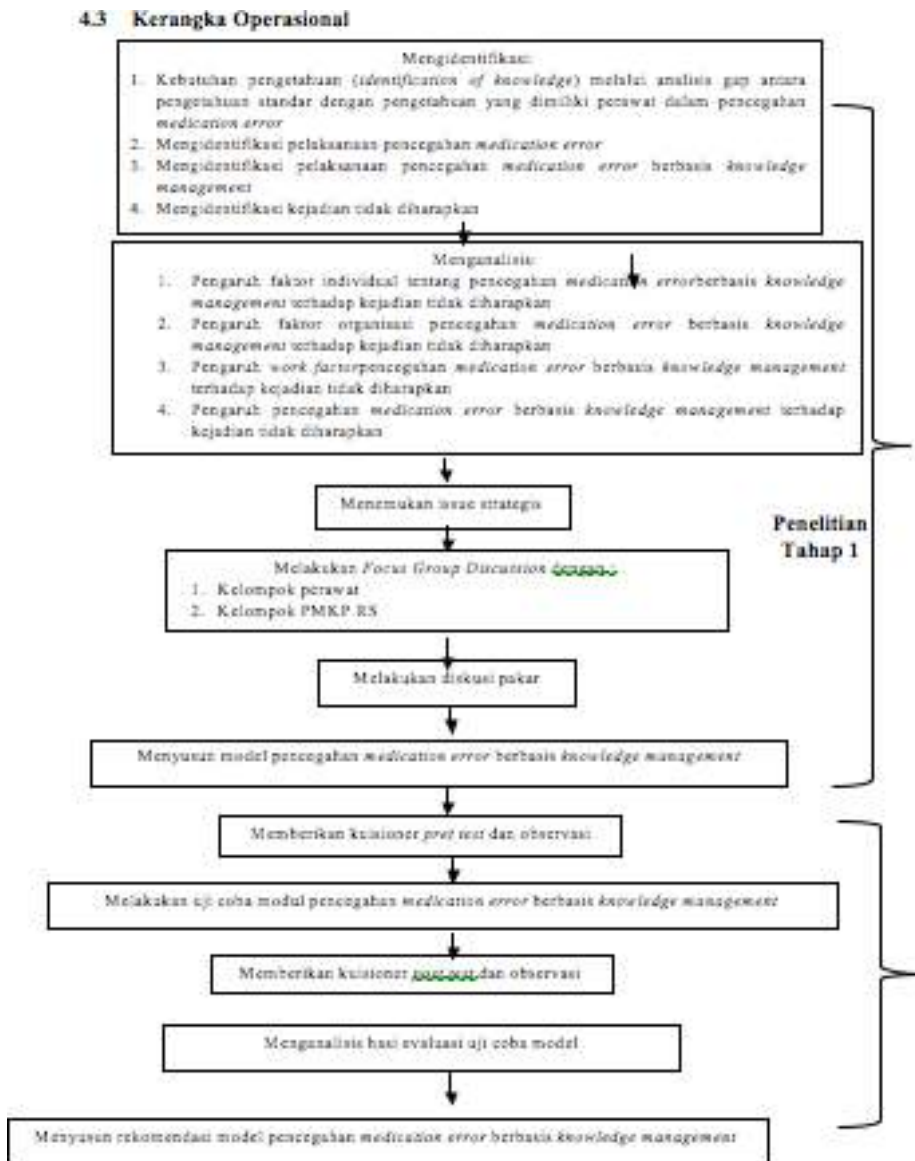 4.3 Kerangka Operasional
Mengidentifikasi:
1. Kebutuhan pengetahuan (identification of knowledge) melalui analisis gap antara
pengetahuan standar dengan pengetahuan yang dimiliki perawat dalam pencegahan
medication error
2. Mengidentifikasi pelaksanaan pencegahan medication error
3. Mengidentifikasi pelaksanaan pencegahan medication error berbasis knowledge
management
4. Mengidentifikasi kejadian tidak diharapkan
Menganalisis:
1. Pengaruh faktor individual tentang pencegahan medication errorberbasis knowledge
management terhadap kejadian tidak diharapkan
2. Pengaruh faktor organisasi pencegahan medication error berbasis knowledge
management terhadap kejadian tidak diharapkan
3. Pengaruh work factorpencegahan medication error berbasis knowledge management
terhadap kejadian tidak diharapkan
4. Pengaruh pencegahan medication error berbasis knowledge management terhadap
kejadian tidak diharapkan
Menemukan issue strategis
Melakukan Focus Group Discussion dengan :
1. Kelompok perawat
2. Kelompok PMKP RS
Melakukan diskusi pakar
Menyusun model pencegahan medication error berbasis knowledge management
Penelitian
Tahap 1
Memberikan kuisioner pret test dan observasi
Melakukan uji coba modul pencegahan medication error berbasis knowledge management
Memberikan kuisioner post test dan observasi
Menganalisis hasi evaluasi uji coba model
Menyusun rekomendasi model pencegahan medication error berbasis knowledge management